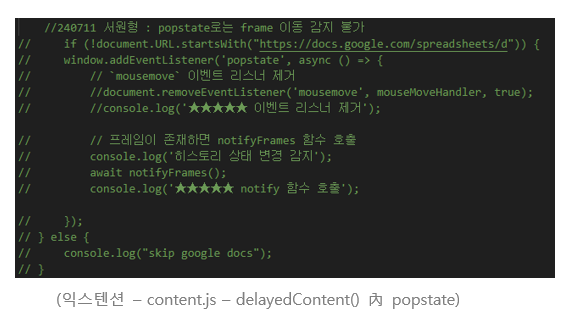 //240711 서원형 : popstate로는 frame 이동 감지 불가
//    if (!document.URL.startsWith("https://docs.google.com/spreadsheets/d")) {
//    window.addEventListener('popstate', async () => {
//        // `mousemove` 이벤트 리스너 제거
//        //document.removeEventListener('mousemove', mouseMoveHandler, true);
//        //console.log('★★★★★ 이벤트 리스너 제거');
//        // 프레임이 존재하면 notifyFrames 함수 호출
//        console.log('히스토리 상태 변경 감지');
//        await notifyFrames();
//        console.log('★★★★★ notify 함수 호출');
//    });
// } else {
//    console.log("skip google docs");
// }
(익스텐션 – content.js – delayedContent() 內 popstate)